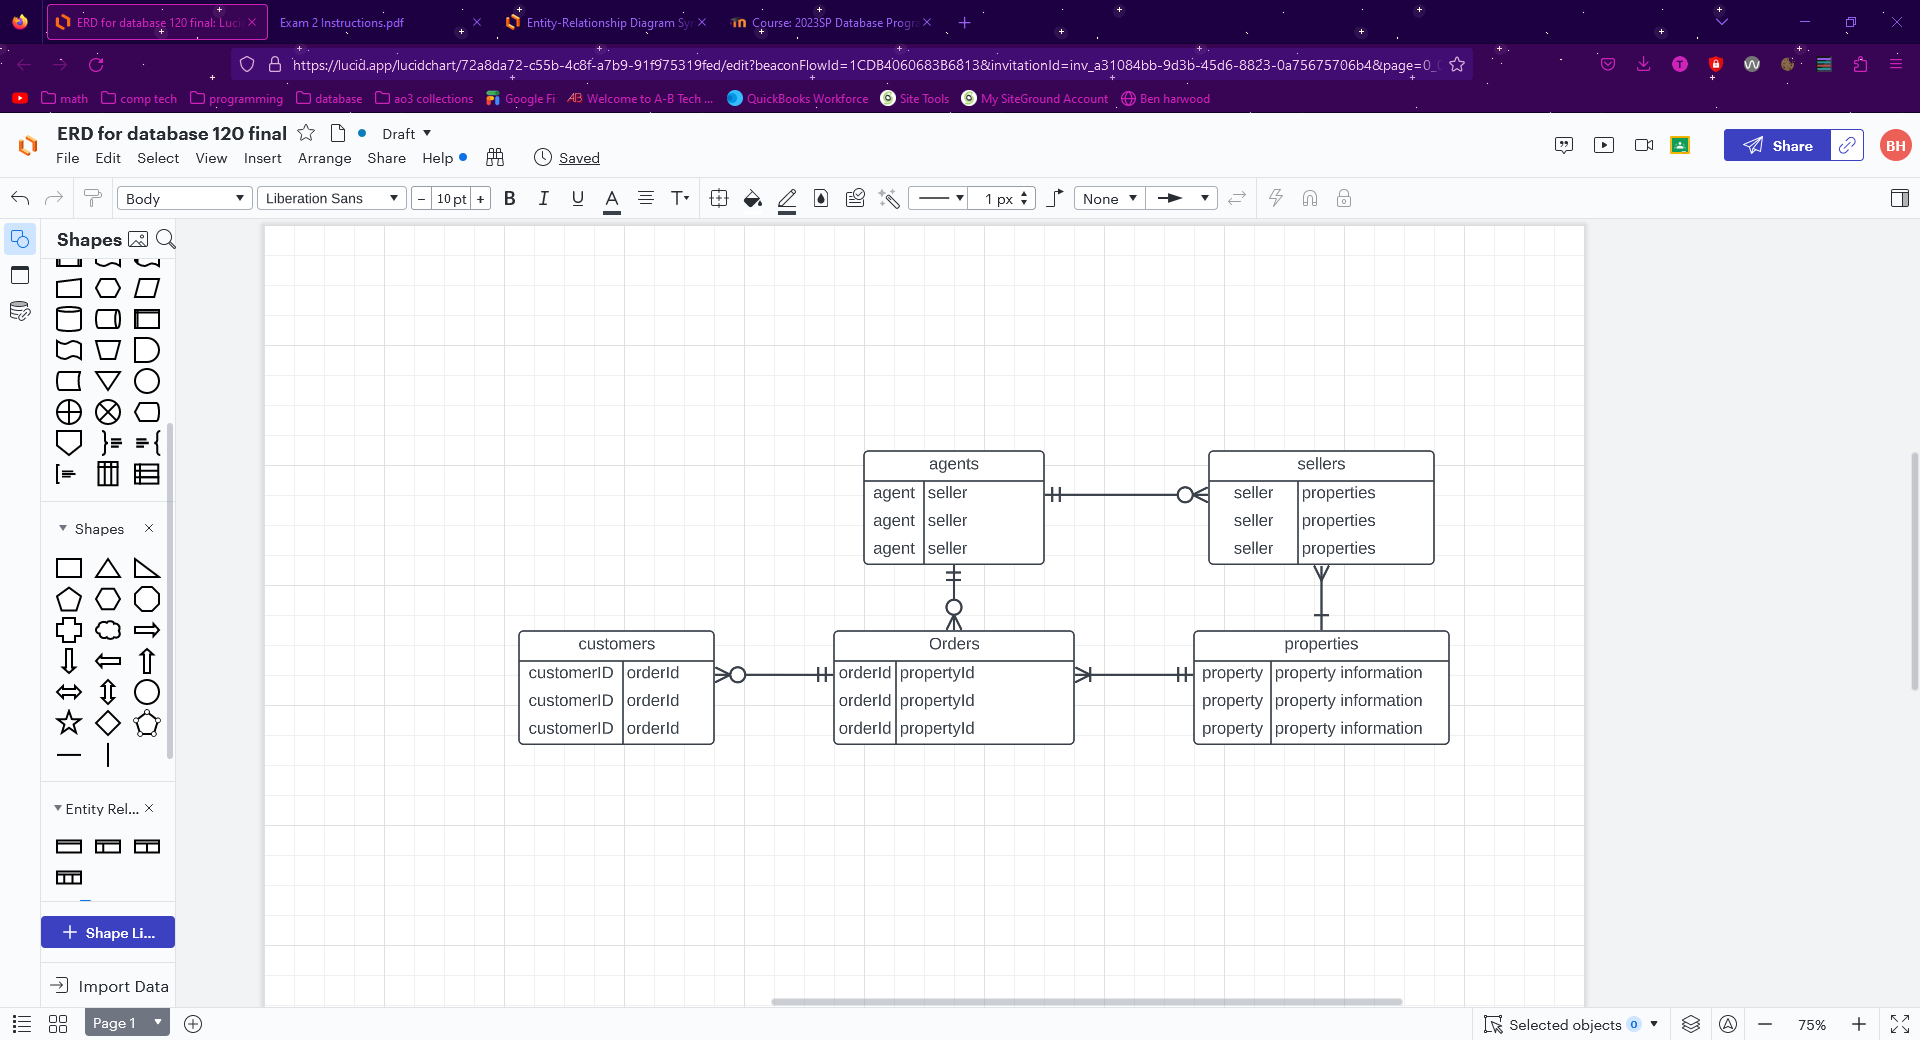 ERD for database 120 final: Luci
Exam 2 Instructions.pdf
Entity-Relationship Diagram Sy
Course: 2023SP Database Progra
https://lucid.app/lucidchart/72a8da72-c55b-4c8f-a7b9-91f975319fed/edit?beaconFlowId=1CDB4060683B6813&invitationId=inv_a31084bb-9d3b-45d6-8823-0a75675706b4&page=0_0
math
comp tech
programming
database
ao3 collections
Google Fi
Welcome to A-B Tech ...
QuickBooks Workforce
Site Tools
My SiteGround Account
Ben harwood
ERD for database 120 final
Draft
File Edit Select View Insert Arrange Share Help
Saved
Share
BH
Body
Liberation Sans
− 10 pt +
B I U A T
1 px
None
Shapes
Shapes
Entity Rel...
+ Shape Li...
Import Data
agents
agent seller
agent seller
agent seller
sellers
seller properties
seller properties
seller properties
customers
customerID orderId
customerID orderId
customerID orderId
Orders
orderId propertyId
orderId propertyId
orderId propertyId
properties
property property information
property property information
property property information
Page 1
Selected objects 0
75%